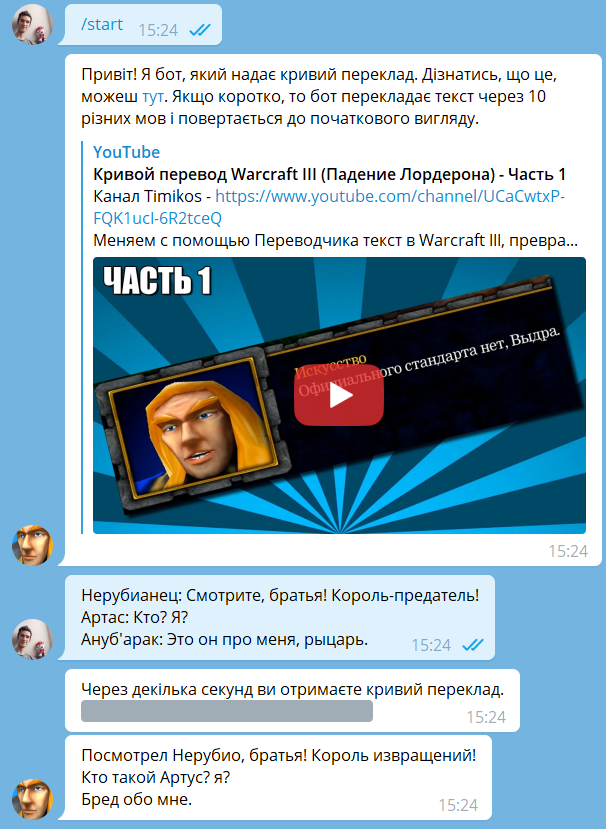 /start
15:24
Привіт! Я бот, який надає кривий переклад. Дізнатись, що це,
можеш тут. Якщо коротко, то бот перекладає текст через 10
різних мов і повертається до початкового вигляду.
YouTube
Кривой перевод Warcraft III (Падение Лордерона) - Часть 1
Канал Timikos - https://www.youtube.com/channel/UCaCwtxP-
FQK1ucI-6R2tceQ
Меняем с помощью Переводчика текст в Warcraft III, превра...
ЧАСТЬ 1
Искусство
Официального стандарта нет, Выдра.
15:24
Нерубианец: Смотрите, братья! Король-предатель!
Артас: Кто? Я?
Ануб'арак: Это он про меня, рыцарь.
15:24
Через декілька секунд ви отримаєте кривий переклад.
15:24
Посмотрел Нерубио, братья! Король извращений!
Кто такой Артус? я?
Бред обо мне.
15:24